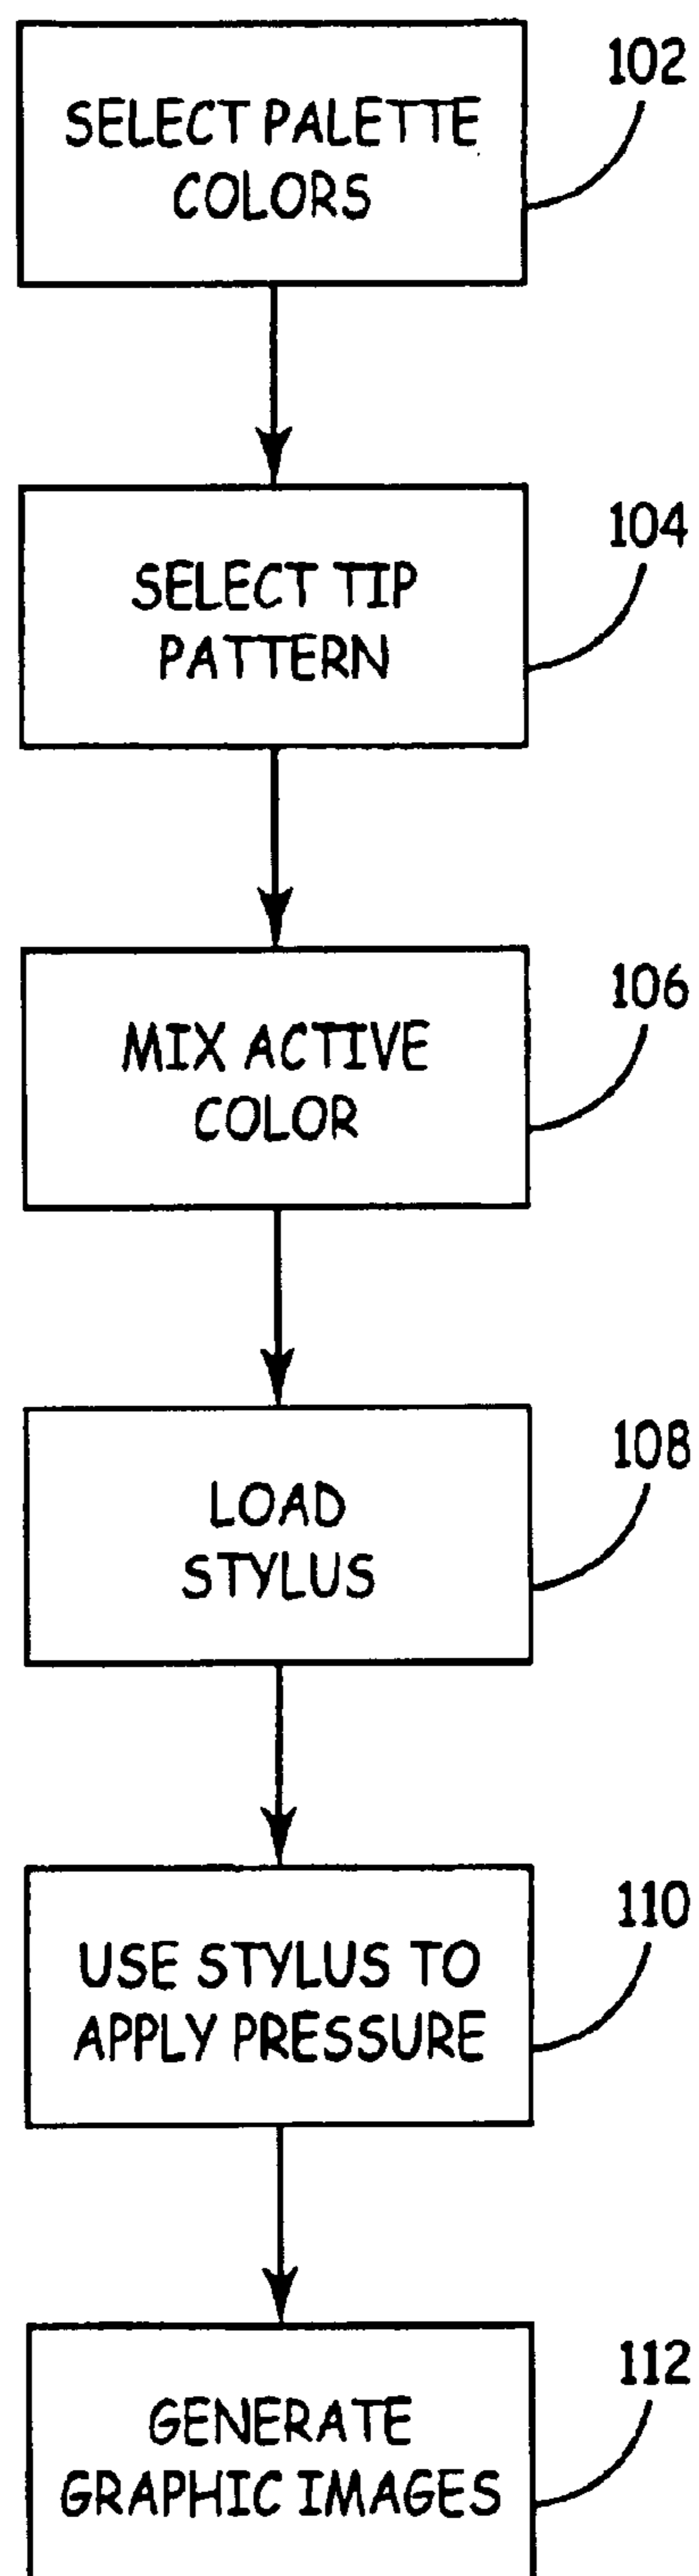 SELECT PALETTE
COLORS
102
SELECT TIP
PATTERN
104
MIX ACTIVE
COLOR
106
LOAD
STYLUS
108
USE STYLUS TO
APPLY PRESSURE
110
GENERATE
GRAPHIC IMAGES
112